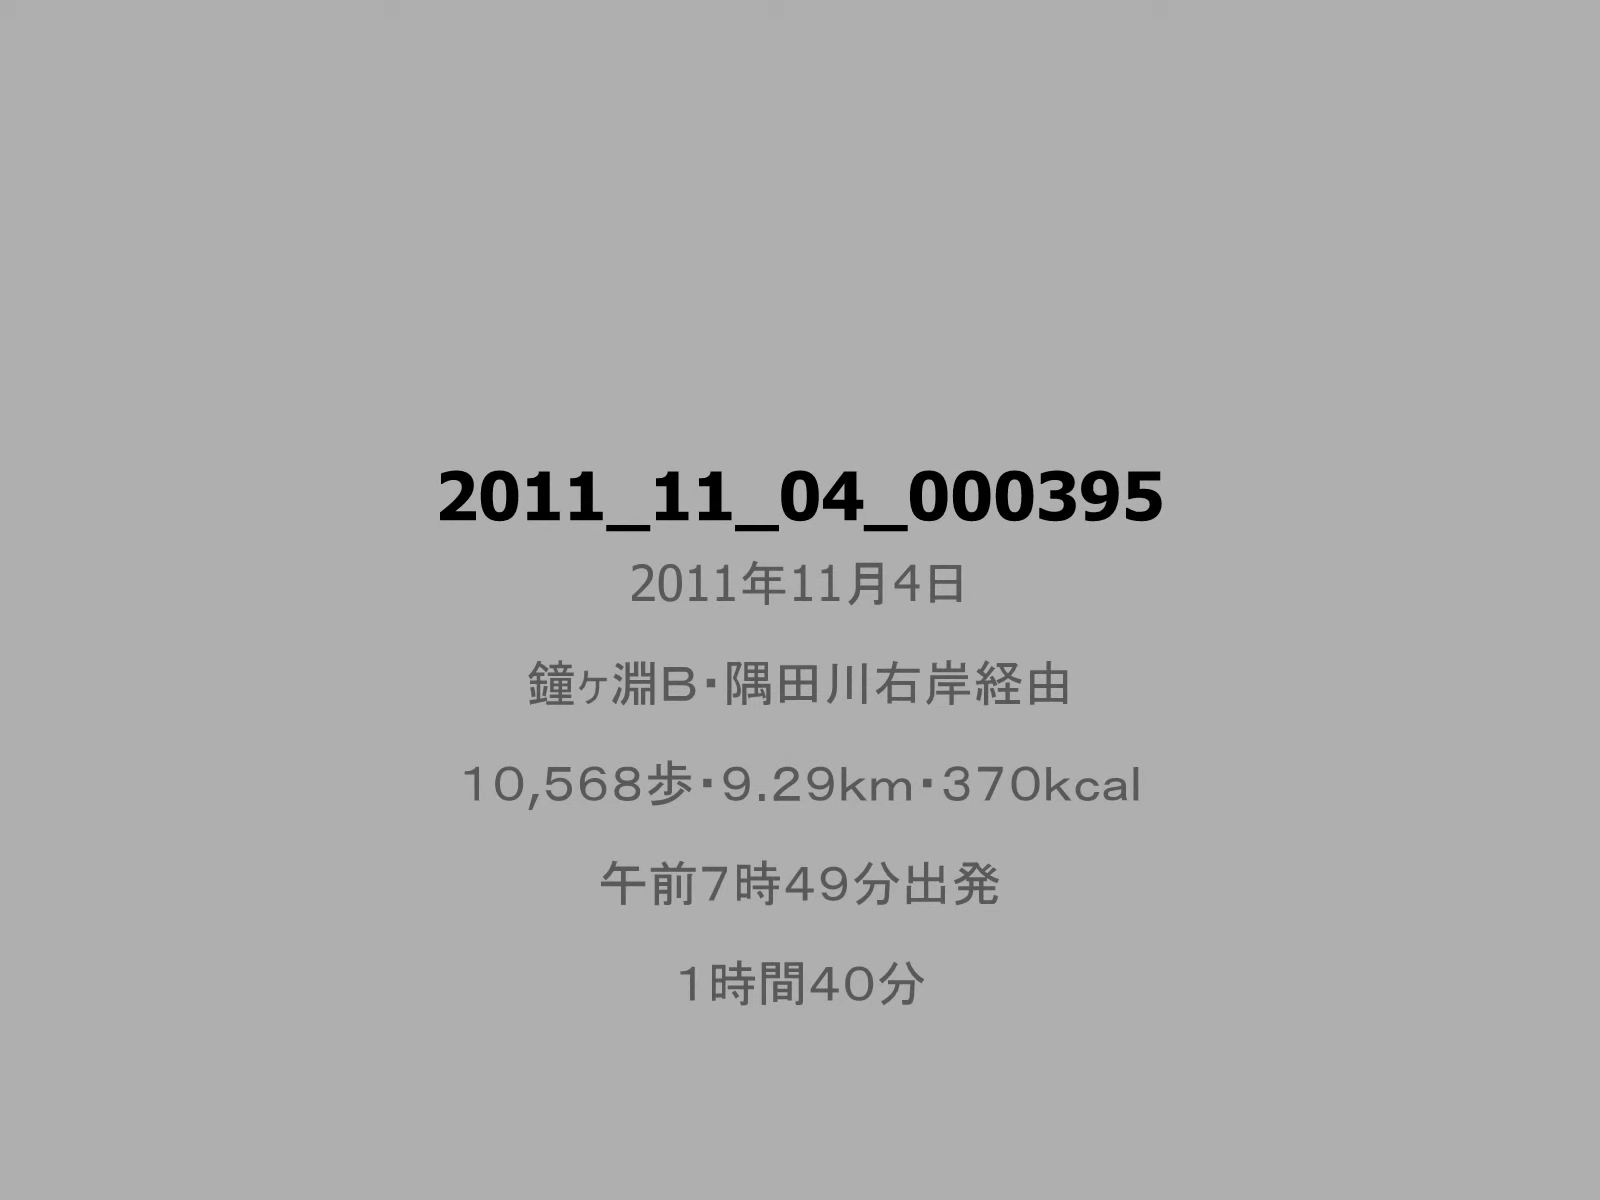 2011_11_04_000395
2011年11月4日
鐘ヶ淵B・隅田川右岸経由
10,568歩・9.29km・370kcal
午前7時49分出発
1時間40分